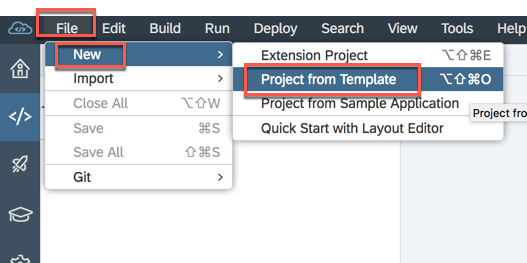 File Edit Build Run Deploy Search View Tools Help
New >
Import >
Close All ⌥⇧W
Save ⌘S
Save All ⇧⌘S
Git >
Extension Project ⌥⇧⌘E
Project from Template ⌥⇧⌘O
Project from Sample Application
Quick Start with Layout Editor
Project fro